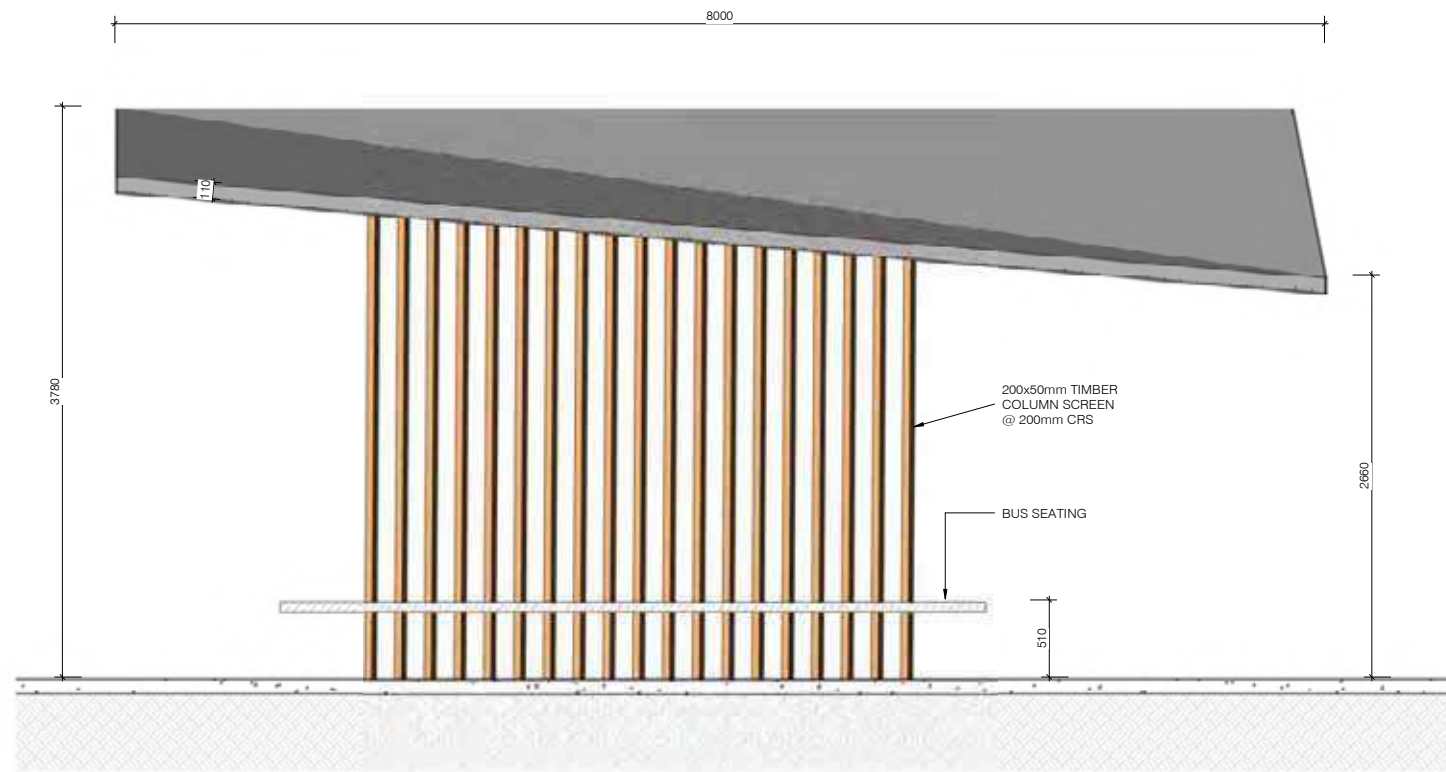 8000
110
3780
200x50mm TIMBER
COLUMN SCREEN
@ 200mm CRS
2660
BUS SEATING
510